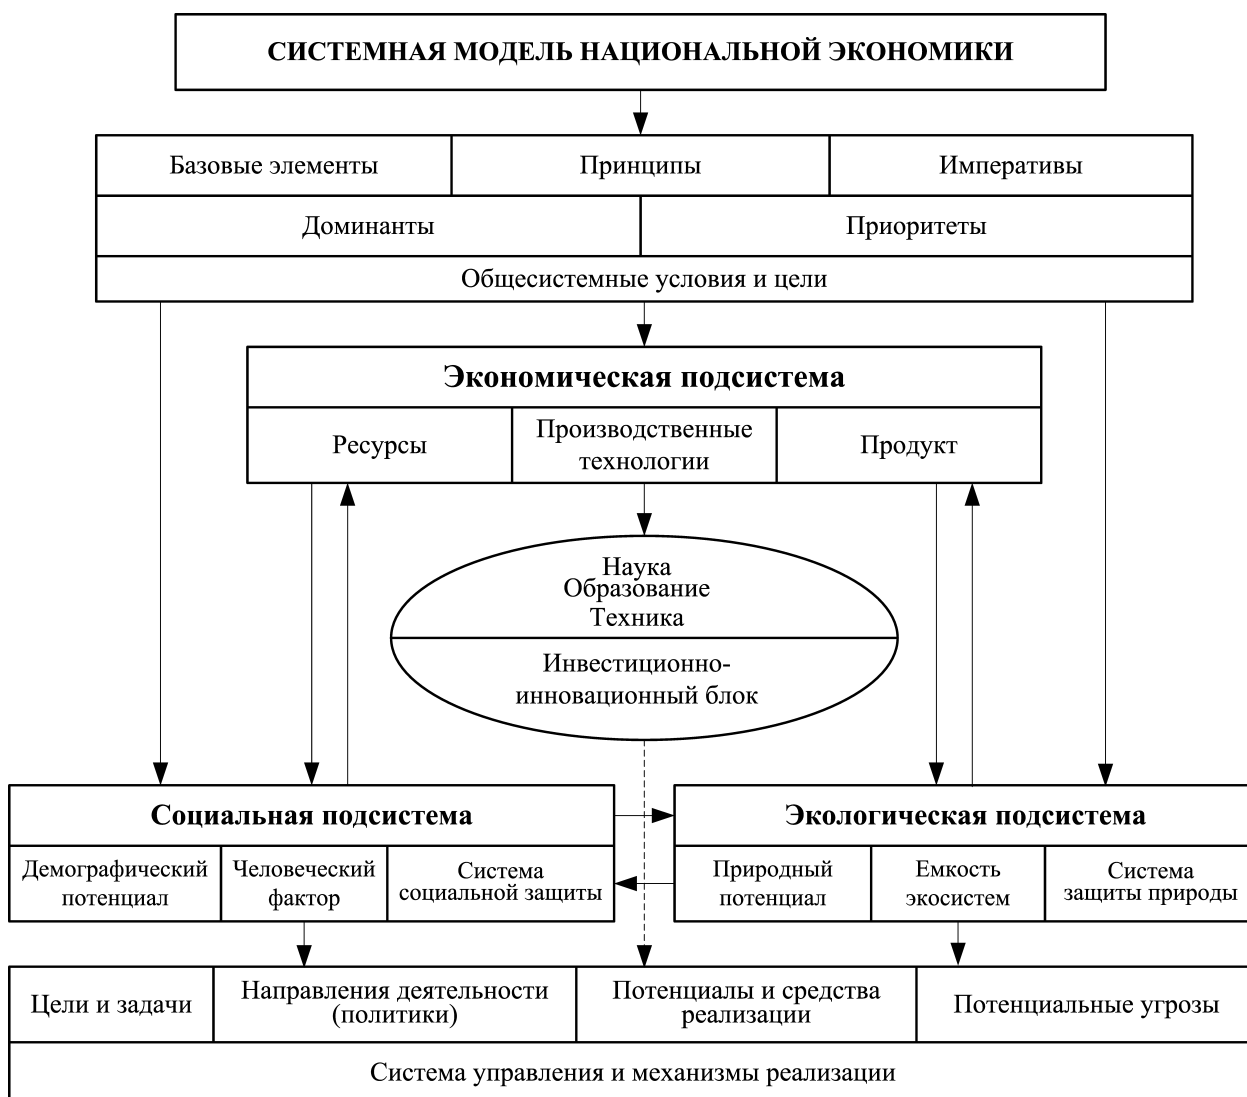 СИСТЕМНАЯ МОДЕЛЬ НАЦИОНАЛЬНОЙ ЭКОНОМИКИ
Базовые элементы
Принципы
Императивы
Доминанты
Приоритеты
Общесистемные условия и цели
Экономическая подсистема
Ресурсы
Производственные
технологии
Продукт
Наука
Образование
Техника
Инвестиционно-
инновационный блок
Социальная подсистема
Демографический
потенциал
Человеческий
фактор
Система
социальной защиты
Экологическая подсистема
Природный
потенциал
Емкость
экосистем
Система
защиты природы
Цели и задачи
Направления деятельности
(политики)
Потенциалы и средства
реализации
Потенциальные угрозы
Система управления и механизмы реализации